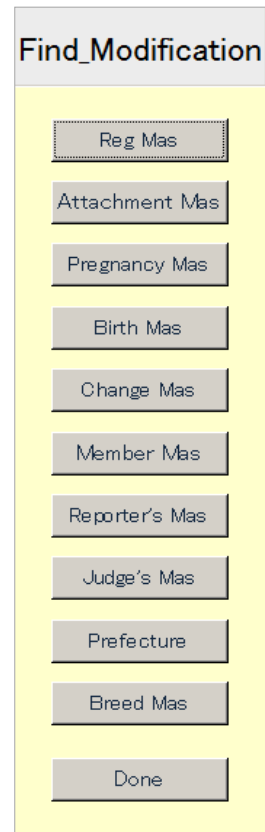 Find_Modification
Reg Mas
Attachment Mas
Pregnancy Mas
Birth Mas
Change Mas
Member Mas
Reporter's Mas
Judge's Mas
Prefecture
Breed Mas
Done